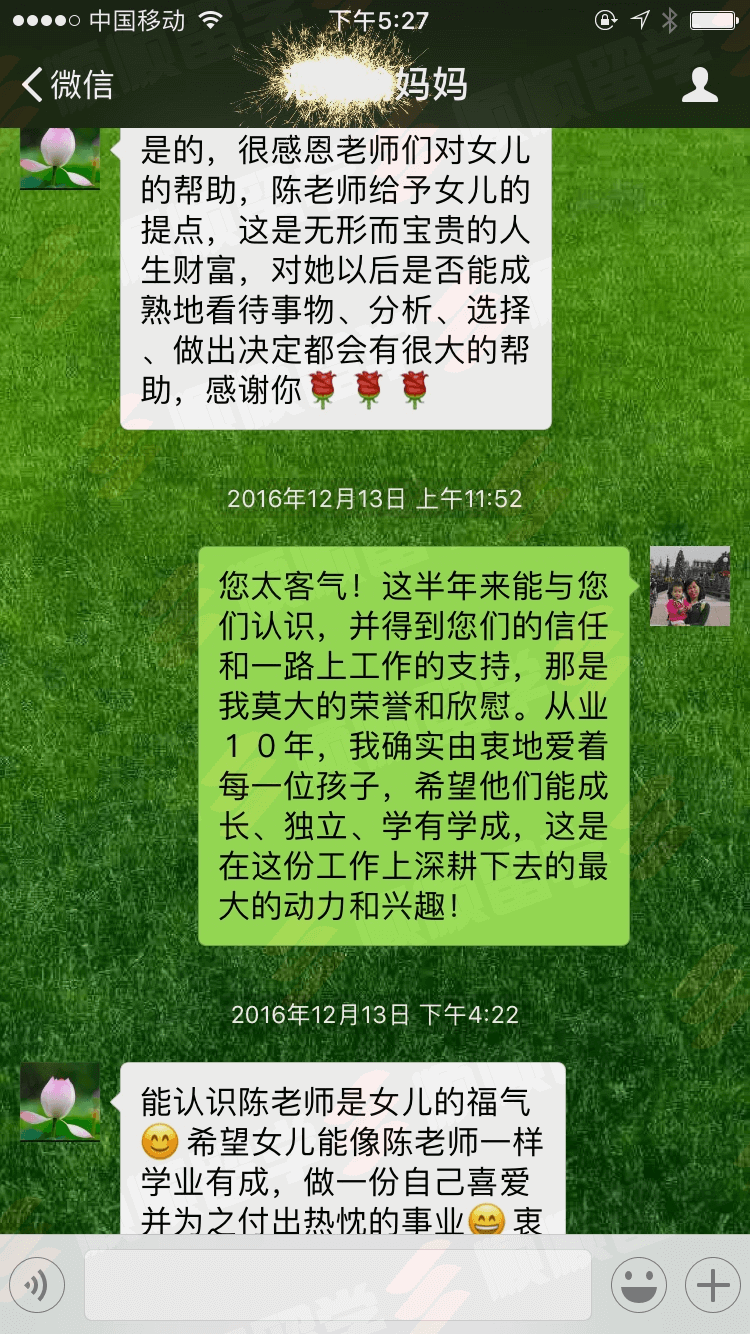 中国移动 下午5:27
微信 妈妈
是的，很感恩老师们对女儿
的帮助，陈老师给予女儿的
提点，这是无形而宝贵的人
生财富，对她以后是否能成
熟地看待事物、分析、选择
、做出决定都会有很大的帮
助，感谢你🌹🌹🌹
2016年12月13日 上午11:52
您太客气！这半年来能与您
们认识，并得到您们的信任
和一路上工作的支持，那是
我莫大的荣誉和欣慰。从业
１０年，我确实由衷地爱着
每一位孩子，希望他们能成
长、独立、学有学成，这是
在这份工作上深耕下去的最
大的动力和兴趣！
2016年12月13日 下午4:22
能认识陈老师是女儿的福气
😊希望女儿能像陈老师一样
学业有成，做一份自己喜爱
并为之付出热忱的事业😄衷
顺顺留学